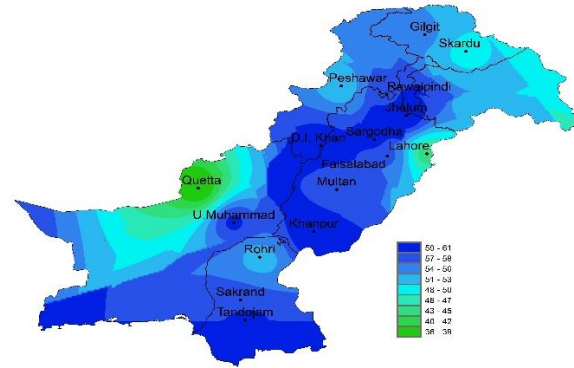 Gilgit
Skardu
Peshawar
Rawalpindi
Jhelum
D.I. Khan
Sargodha
Lahore
Faisalabad
Quetta
Multan
U.Muhammad
Khanpur
Rohri
Sakrand
Tandojam
59 - 61
57 - 58
54 - 56
51 - 53
48 - 50
46 - 47
43 - 45
40 - 42
36 - 39